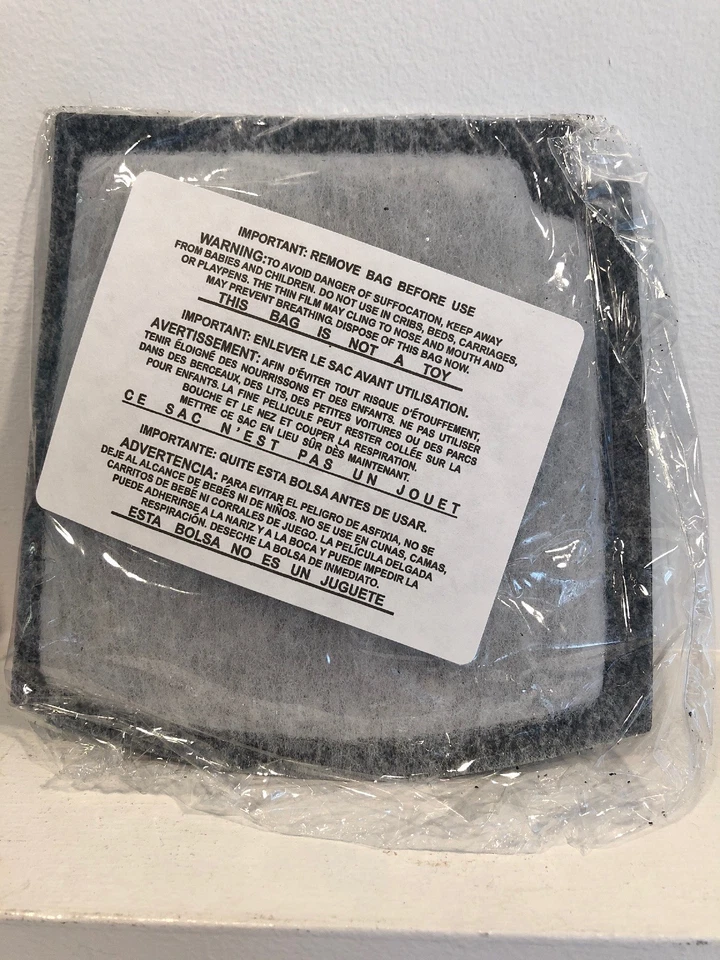 IMPORTANT: REMOVE BAG BEFORE USE
WARNING:TO AVOID DANGER OF SUFFOCATION, KEEP AWAY
FROM BABIES AND CHILDREN. DO NOT USE IN CRIBS, BEDS, CARRIAGES,
OR PLAYPENS. THE THIN FILM MAY CLING TO NOSE AND MOUTH AND
MAY PREVENT BREATHING. DISPOSE OF THIS BAG NOW.
THIS BAG IS NOT A TOY
IMPORTANT: ENLEVER LE SAC AVANT UTILISATION.
AVERTISSEMENT: AFIN D'ÉVITER TOUT RISQUE D'ÉTOUFFEMENT,
TENIR ÉLOIGNÉ DES NOURRISSONS ET DES ENFANTS. NE PAS UTILISER
DANS DES BERCEAUX, DES LITS, DES PETITES VOITURES OU DES PARCS
POUR ENFANTS. LA FINE PELLICULE PEUT RESTER COLLÉE SUR LA
BOUCHE ET LE NEZ ET COUPER LA RESPIRATION.
METTRE CE SAC EN LIEU SÛR DÈS MAINTENANT.
CE SAC N'EST PAS UN JOUET
IMPORTANTE: QUITE ESTA BOLSA ANTES DE USAR.
ADVERTENCIA: PARA EVITAR EL PELIGRO DE ASFIXIA, NO SE
DEJE AL ALCANCE DE BEBÉS NI DE NIÑOS. NO SE USE EN CUNAS, CAMAS,
CARRITOS DE BEBÉ NI CORRALES DE JUEGO. LA PELÍCULA DELGADA
PUEDE ADHERIRSE A LA NARIZ Y A LA BOCA Y PUEDE IMPEDIR LA
RESPIRACIÓN. DESECHE LA BOLSA DE INMEDIATO.
ESTA BOLSA NO ES UN JUGUETE